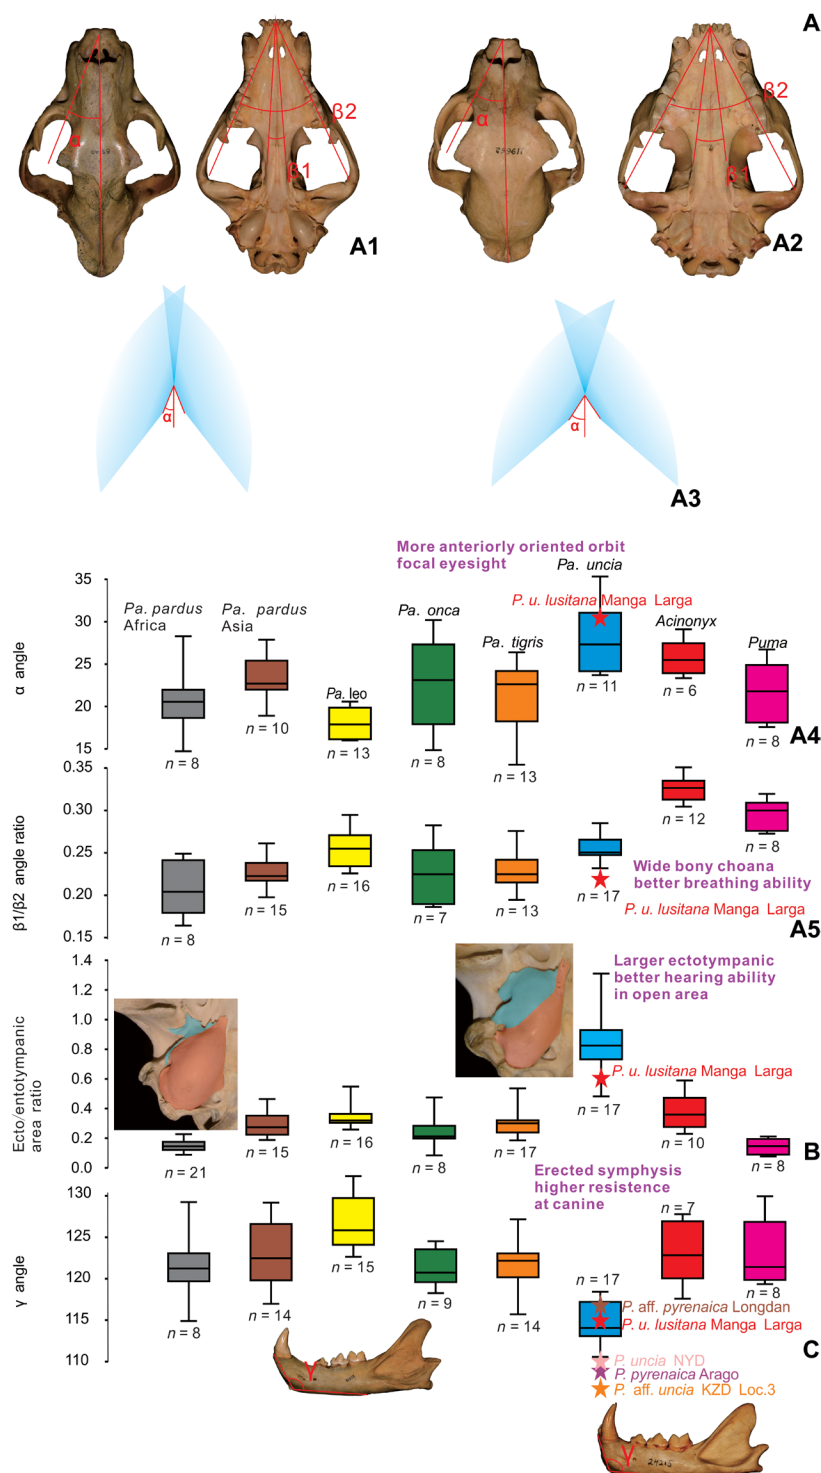 A
α
β1
β2
A1
α
β1
β2
A2
α
α
A3
More anteriorly oriented orbit
focal eyesight
α angle
35
30
25
20
15
Pa. pardus
Africa
n = 8
Pa. pardus
Asia
n = 10
Pa. leo
n = 13
Pa. onca
n = 8
Pa. tigris
n = 13
Pa. uncia
P. u. lusitana Manga Larga
n = 11
Acinonyx
n = 6
Puma
n = 8
A4
β1/β2 angle ratio
0.35
0.30
0.25
0.20
0.15
n = 8
n = 15
n = 16
n = 7
n = 13
n = 17
n = 12
n = 8
Wide bony choana
better breathing ability
P. u. lusitana Manga Larga
A5
Ecto/entotympanic
area ratio
1.4
1.2
1.0
0.8
0.6
0.4
0.2
0.0
Larger ectotympanic
better hearing ability
in open area
P. u. lusitana Manga Larga
n = 21
n = 15
n = 16
n = 8
n = 17
n = 17
n = 10
n = 8
B
Erected symphysis
higher resistence
at canine
γ angle
130
125
120
115
110
n = 8
n = 14
n = 15
n = 9
n = 14
n = 17
n = 7
n = 8
P. aff. pyrenaica Longdan
P. u. lusitana Manga Larga
P. uncia NYD
P. pyrenaica Arago
P. aff. uncia KZD Loc.3
C
γ
γ
24215